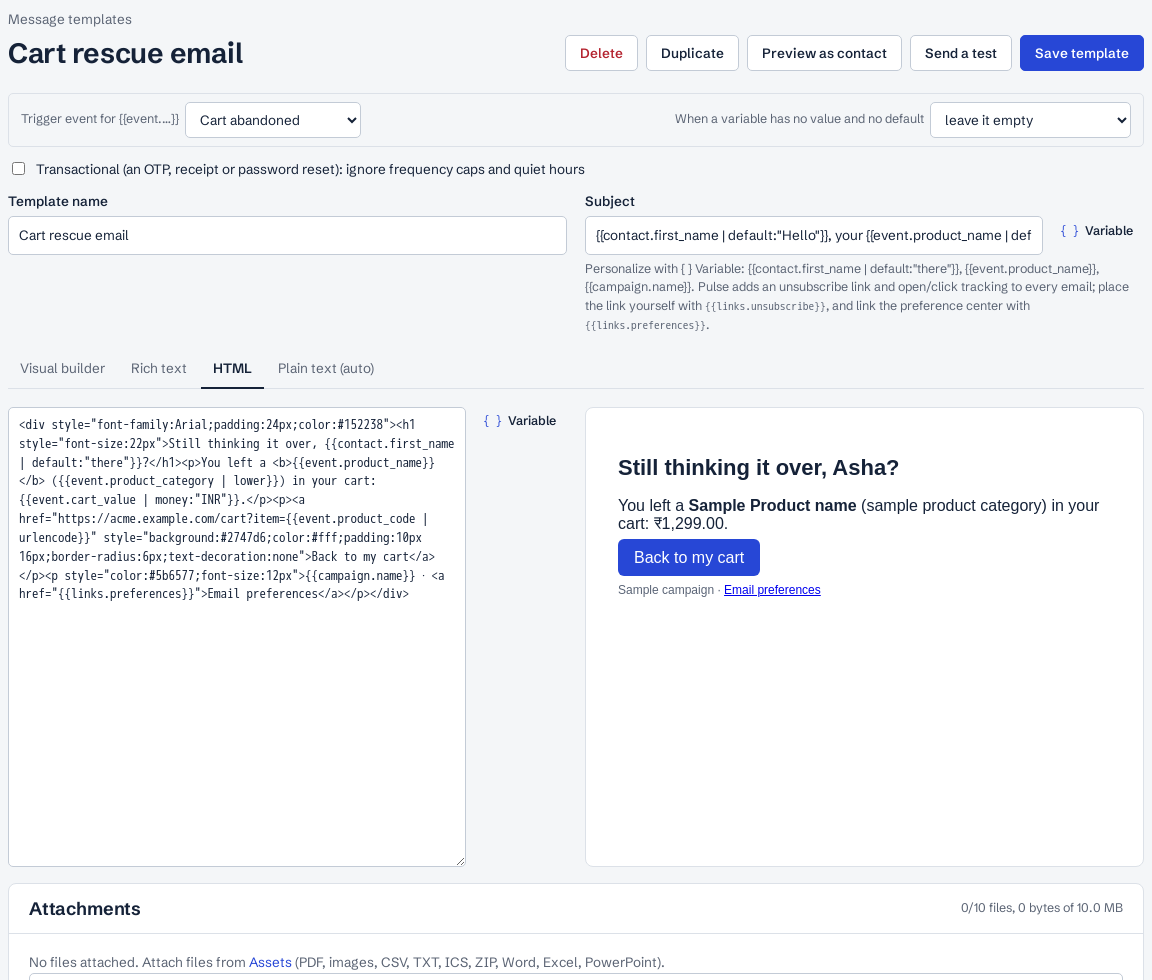 Message templates
Cart rescue email
Delete
Duplicate
Preview as contact
Send a test
Save template
Trigger event for {{event.…}}
Cart abandoned
When a variable has no value and no default
leave it empty
Transactional (an OTP, receipt or password reset): ignore frequency caps and quiet hours
Template name
Cart rescue email
Subject
{{contact.first_name | default:"Hello"}}, your {{event.product_name | def
{ } Variable
Personalize with { } Variable: {{contact.first_name | default:"there"}}, {{event.product_name}},
{{campaign.name}}. Pulse adds an unsubscribe link and open/click tracking to every email; place
the link yourself with {{links.unsubscribe}}, and link the preference center with
{{links.preferences}}.
Visual builder
Rich text
HTML
Plain text (auto)
<div style="font-family:Arial;padding:24px;color:#152238"><h1
style="font-size:22px">Still thinking it over, {{contact.first_name
| default:"there"}}?</h1><p>You left a <b>{{event.product_name}}
</b> ({{event.product_category | lower}}) in your cart:
{{event.cart_value | money:"INR"}}.</p><p><a
href="https://acme.example.com/cart?item={{event.product_code |
urlencode}}" style="background:#2747d6;color:#fff;padding:10px
16px;border-radius:6px;text-decoration:none">Back to my cart</a>
</p><p style="color:#5b6577;font-size:12px">{{campaign.name}} · <a
href="{{links.preferences}}">Email preferences</a></p></div>
{ } Variable
Still thinking it over, Asha?
You left a Sample Product name (sample product category) in your
cart: ₹1,299.00.
Back to my cart
Sample campaign · Email preferences
Attachments
0/10 files, 0 bytes of 10.0 MB
No files attached. Attach files from Assets (PDF, images, CSV, TXT, ICS, ZIP, Word, Excel, PowerPoint).